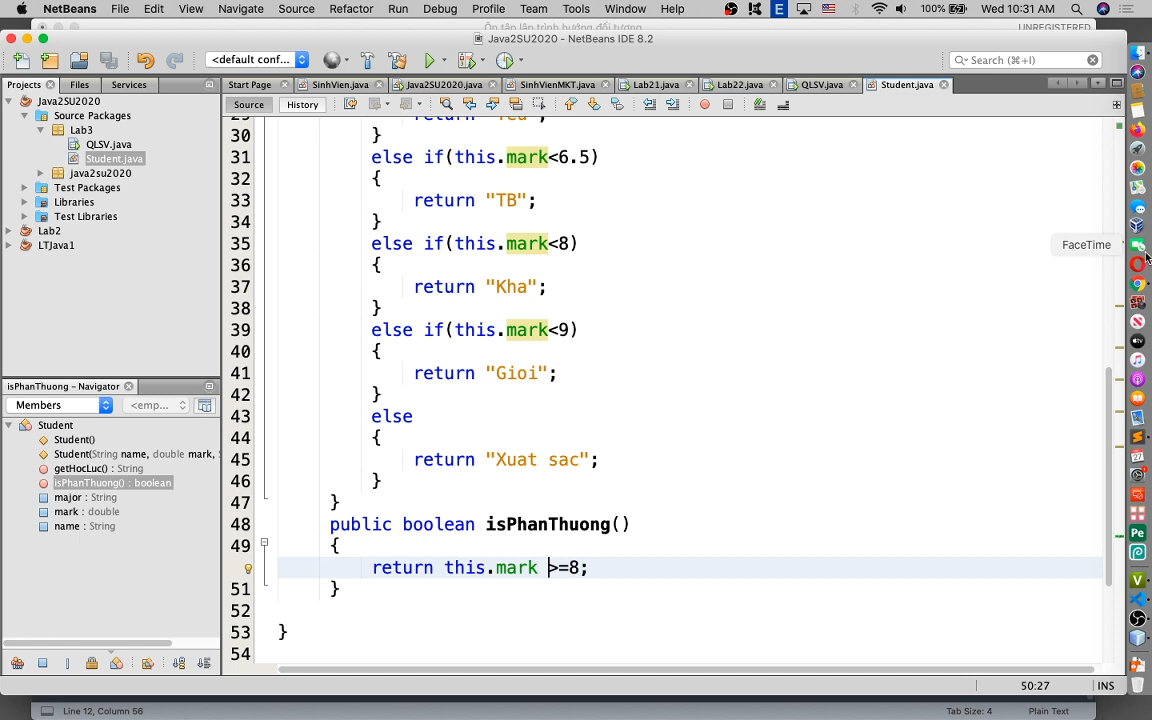 NetBeans File Edit View Navigate Source Refactor Run Debug Profile Team Tools Window Help 100% Wed 10:31 AM
Ôn tập lập trình hướng đối tượng UNREGISTERED
Java2SU2020 - NetBeans IDE 8.2
<default conf... Search (⌘+I)
Projects Files Services
Start Page SinhVien.java Java2SU2020.java SinhVienMKT.java Lab21.java Lab22.java QLSV.java Student.java
Source History
Java2SU2020
Source Packages
Lab3
QLSV.java
Student.java
java2su2020
Test Packages
Libraries
Test Libraries
Lab2
LTJava1
isPhanThuong - Navigator
Members <emp...
Student
Student()
Student(String name, double mark,
getHocLuc() : String
isPhanThuong() : boolean
major : String
mark : double
name : String
30 }
31 else if(this.mark<6.5)
32 {
33 return "TB";
34 }
35 else if(this.mark<8)
36 {
37 return "Kha";
38 }
39 else if(this.mark<9)
40 {
41 return "Gioi";
42 }
43 else
44 {
45 return "Xuat sac";
46 }
47 }
48 public boolean isPhanThuong()
49 {
return this.mark >=8;
51 }
52
53 }
54
FaceTime
50:27 INS
Line 12, Column 56 Tab Size: 4 Plain Text